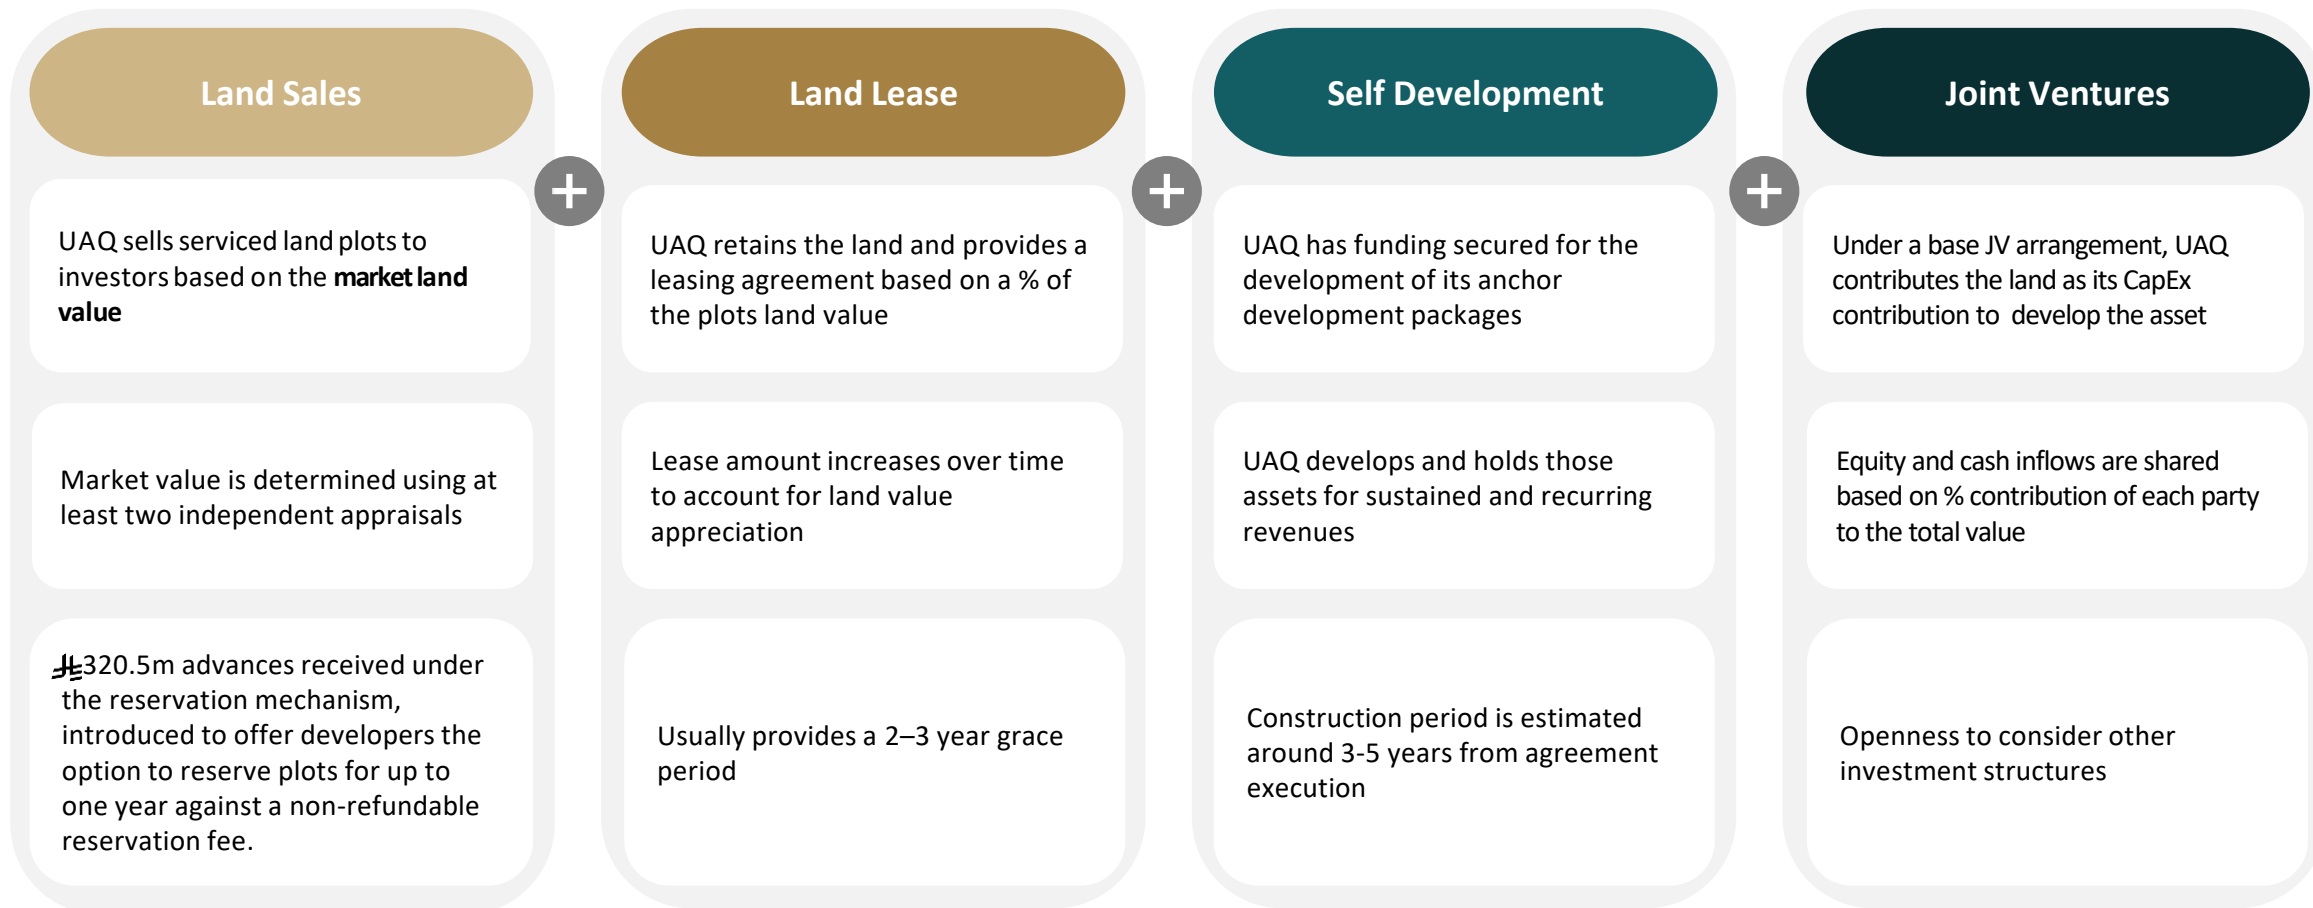 Land Sales
UAQ sells serviced land plots to
investors based on the market land
value
Market value is determined using at
least two independent appraisals
⃁320.5m advances received under
the reservation mechanism,
introduced to offer developers the
option to reserve plots for up to
one year against a non-refundable
reservation fee.
Land Lease
UAQ retains the land and provides a
leasing agreement based on a % of
the plots land value
Lease amount increases over time
to account for land value
appreciation
Usually provides a 2–3 year grace
period
Self Development
UAQ has funding secured for the
development of its anchor
development packages
UAQ develops and holds those
assets for sustained and recurring
revenues
Construction period is estimated
around 3-5 years from agreement
execution
Joint Ventures
Under a base JV arrangement, UAQ
contributes the land as its CapEx
contribution to develop the asset
Equity and cash inflows are shared
based on % contribution of each party
to the total value
Openness to consider other
investment structures